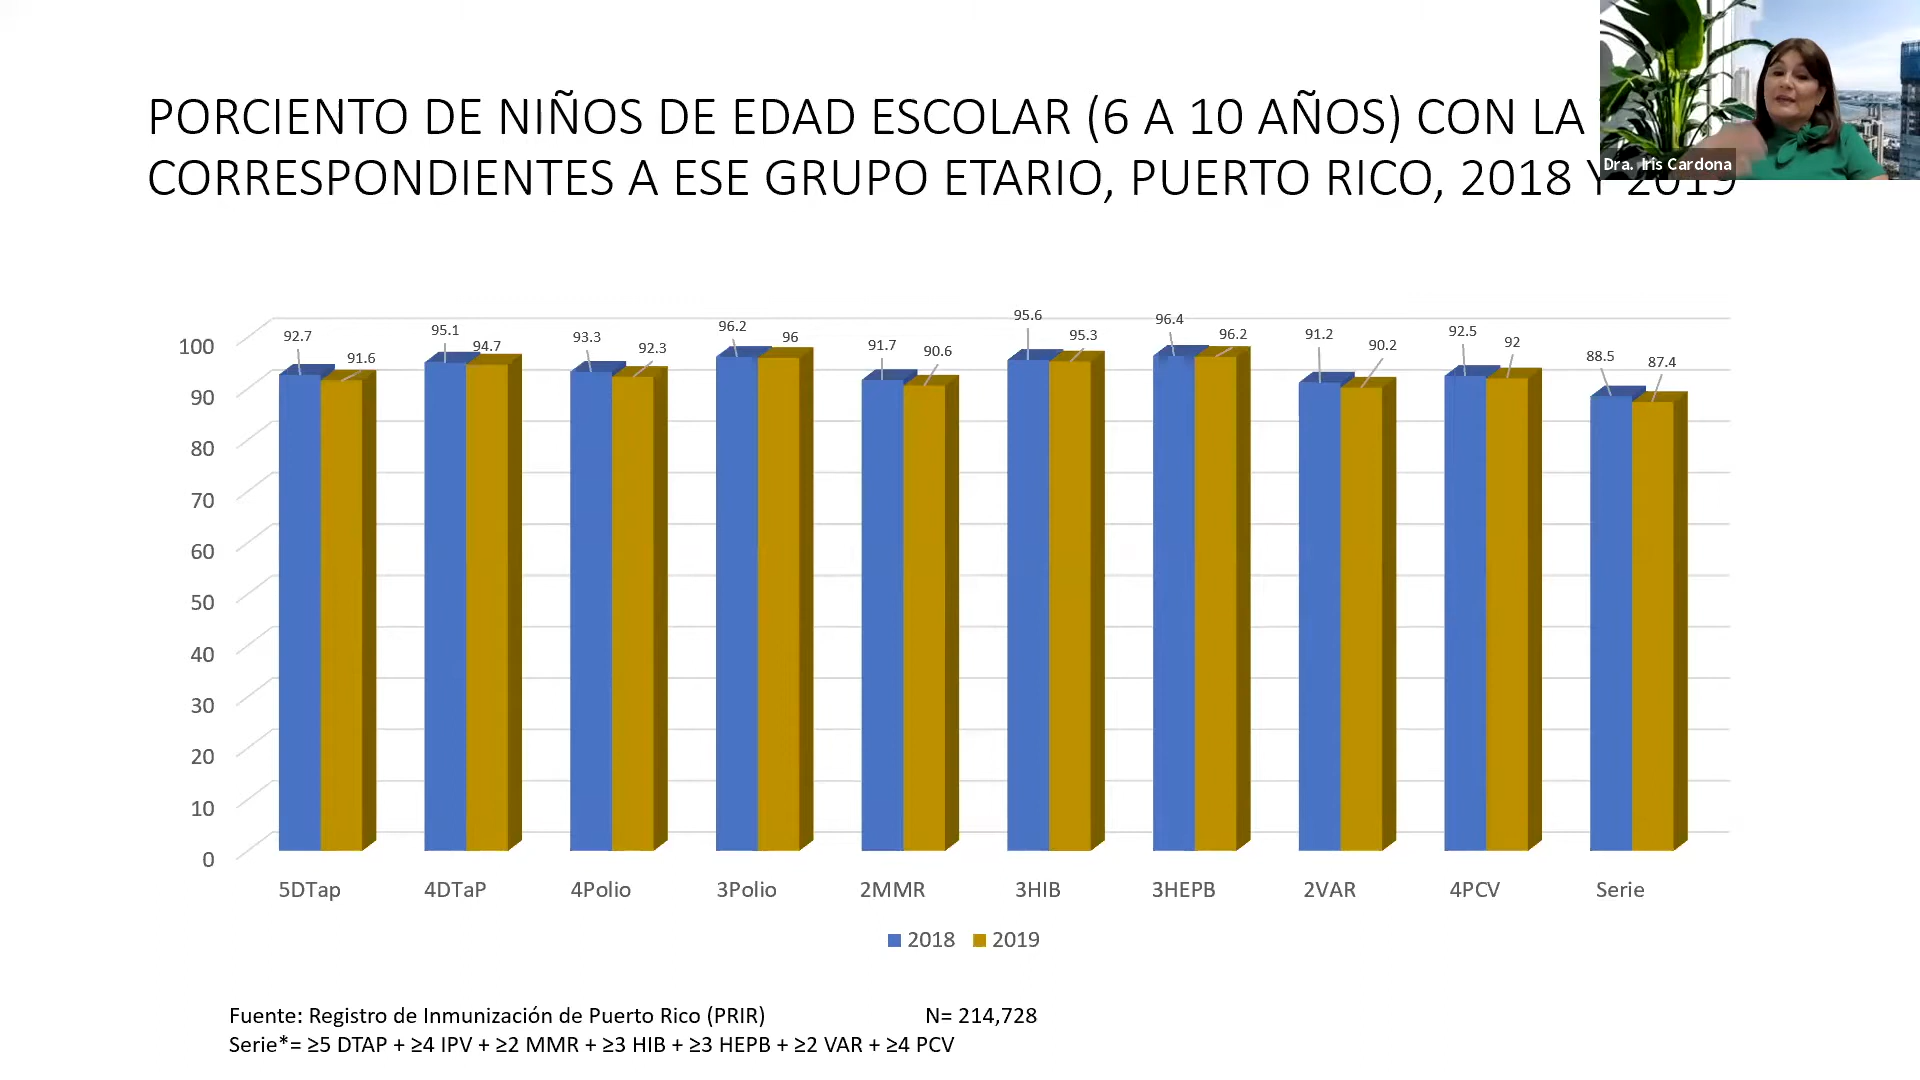 PORCIENTO DE NIÑOS DE EDAD ESCOLAR (6 A 10 AÑOS) CON LA
CORRESPONDIENTES A ESE GRUPO ETARIO, PUERTO RICO, 2018 Y 2019
Dra. Iris Cardona
92.7 91.6 95.1 94.7 93.3 92.3 96.2 96 91.7 90.6 95.6 95.3 96.4 96.2 91.2 90.2 92.5 92 88.5 87.4
100
90
80
70
60
50
40
30
20
10
0
5DTap 4DTaP 4Polio 3Polio 2MMR 3HIB 3HEPB 2VAR 4PCV Serie
2018 2019
Fuente: Registro de Inmunización de Puerto Rico (PRIR) N= 214,728
Serie*= ≥5 DTAP + ≥4 IPV + ≥2 MMR + ≥3 HIB + ≥3 HEPB + ≥2 VAR + ≥4 PCV